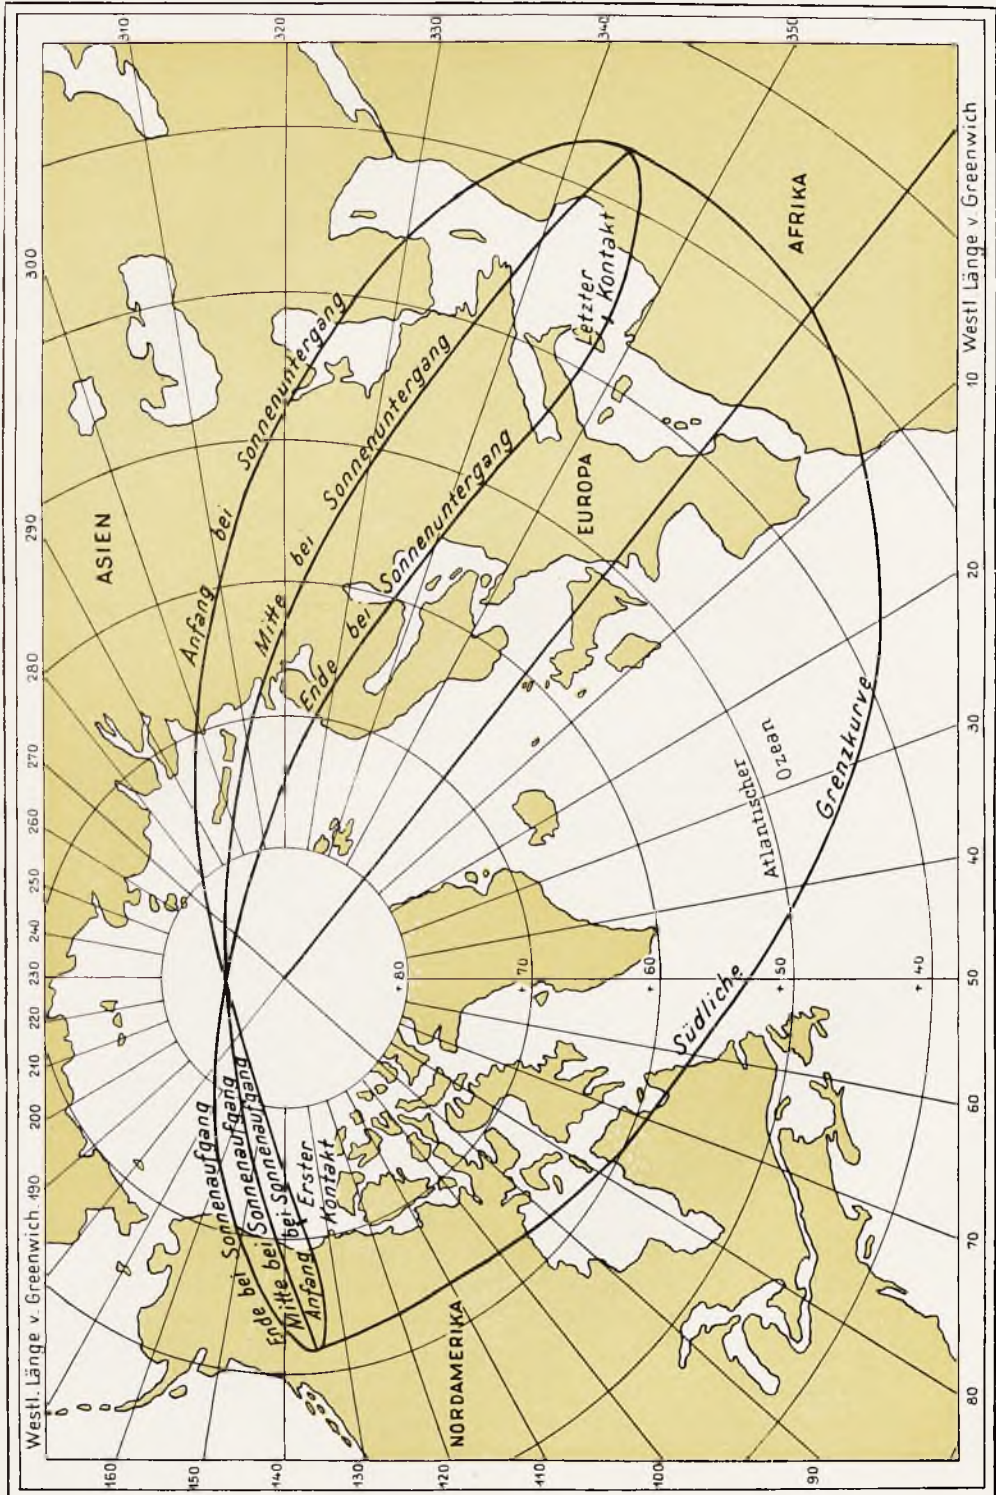 310
320
330
340
350
300
Westl. Länge v. Greenwich
10
290
ASIEN
AFRIKA
Letzter
Kontakt
EUROPA
Anfang bei Sonnenuntergang
Mitte bei Sonnenuntergang
Ende bei Sonnenuntergang
20
280
270
30
260
Atlantischer
Ozean
Südliche Grenzkurve
250
40
240
230
+80
+70
+60
+50
+40
50
220
210
60
200
Ende bei Sonnenaufgang
Mitte bei Sonnenaufgang
Anfang bei Sonnenaufgang
Erster
Kontakt
Westl. Länge v. Greenwich 190
70
NORDAMERIKA
80
160
150
140
130
110
100
90